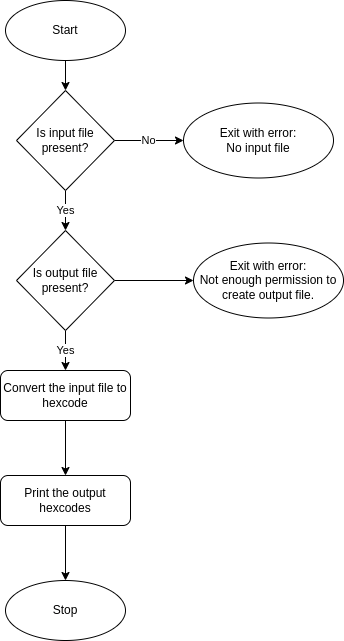 Start
Is input file
present?
No
Exit with error:
No input file
Yes
Is output file
present?
Exit with error:
Not enough permission to
create output file.
Yes
Convert the input file to
hexcode
Print the output
hexcodes
Stop